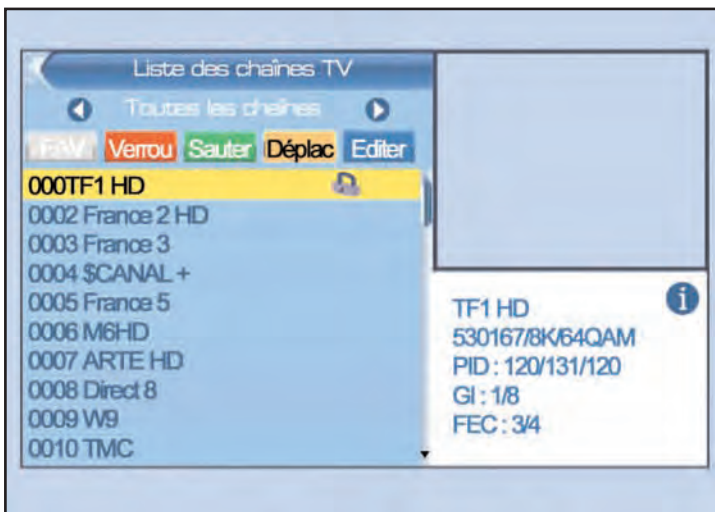 Liste des chaînes TV
Toutes les chaînes
FAV Verrou Sauter Déplac Editer
000TF1 HD
0002 France 2 HD
0003 France 3
0004 $CANAL +
0005 France 5
0006 M6HD
0007 ARTE HD
0008 Direct 8
0009 W9
0010 TMC
TF1 HD
530167/8K/64QAM
PID : 120/131/120
GI : 1/8
FEC : 3/4